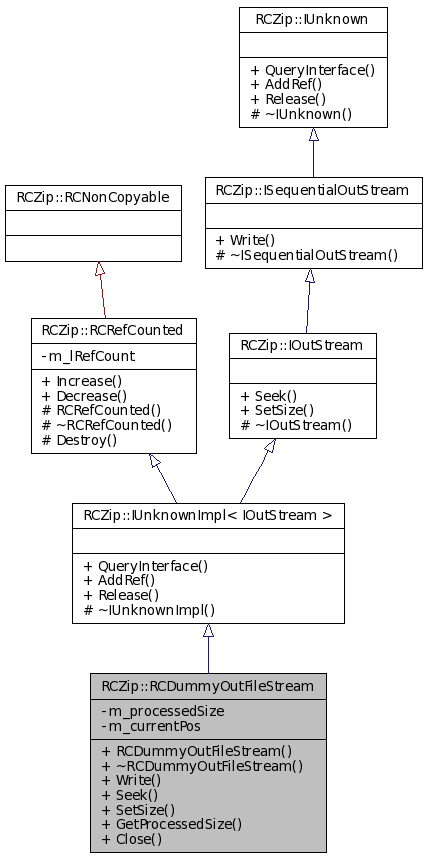 RCZip::IUnknown
+ QueryInterface()
+ AddRef()
+ Release()
# ~IUnknown()
RCZip::RCNonCopyable
RCZip::ISequentialOutStream
+ Write()
# ~ISequentialOutStream()
RCZip::RCRefCounted
- m_lRefCount
+ Increase()
+ Decrease()
# RCRefCounted()
# ~RCRefCounted()
# Destroy()
RCZip::IOutStream
+ Seek()
+ SetSize()
# ~IOutStream()
RCZip::IUnknownImpl< IOutStream >
+ QueryInterface()
+ AddRef()
+ Release()
# ~IUnknownImpl()
RCZip::RCDummyOutFileStream
- m_processedSize
- m_currentPos
+ RCDummyOutFileStream()
+ ~RCDummyOutFileStream()
+ Write()
+ Seek()
+ SetSize()
+ GetProcessedSize()
+ Close()